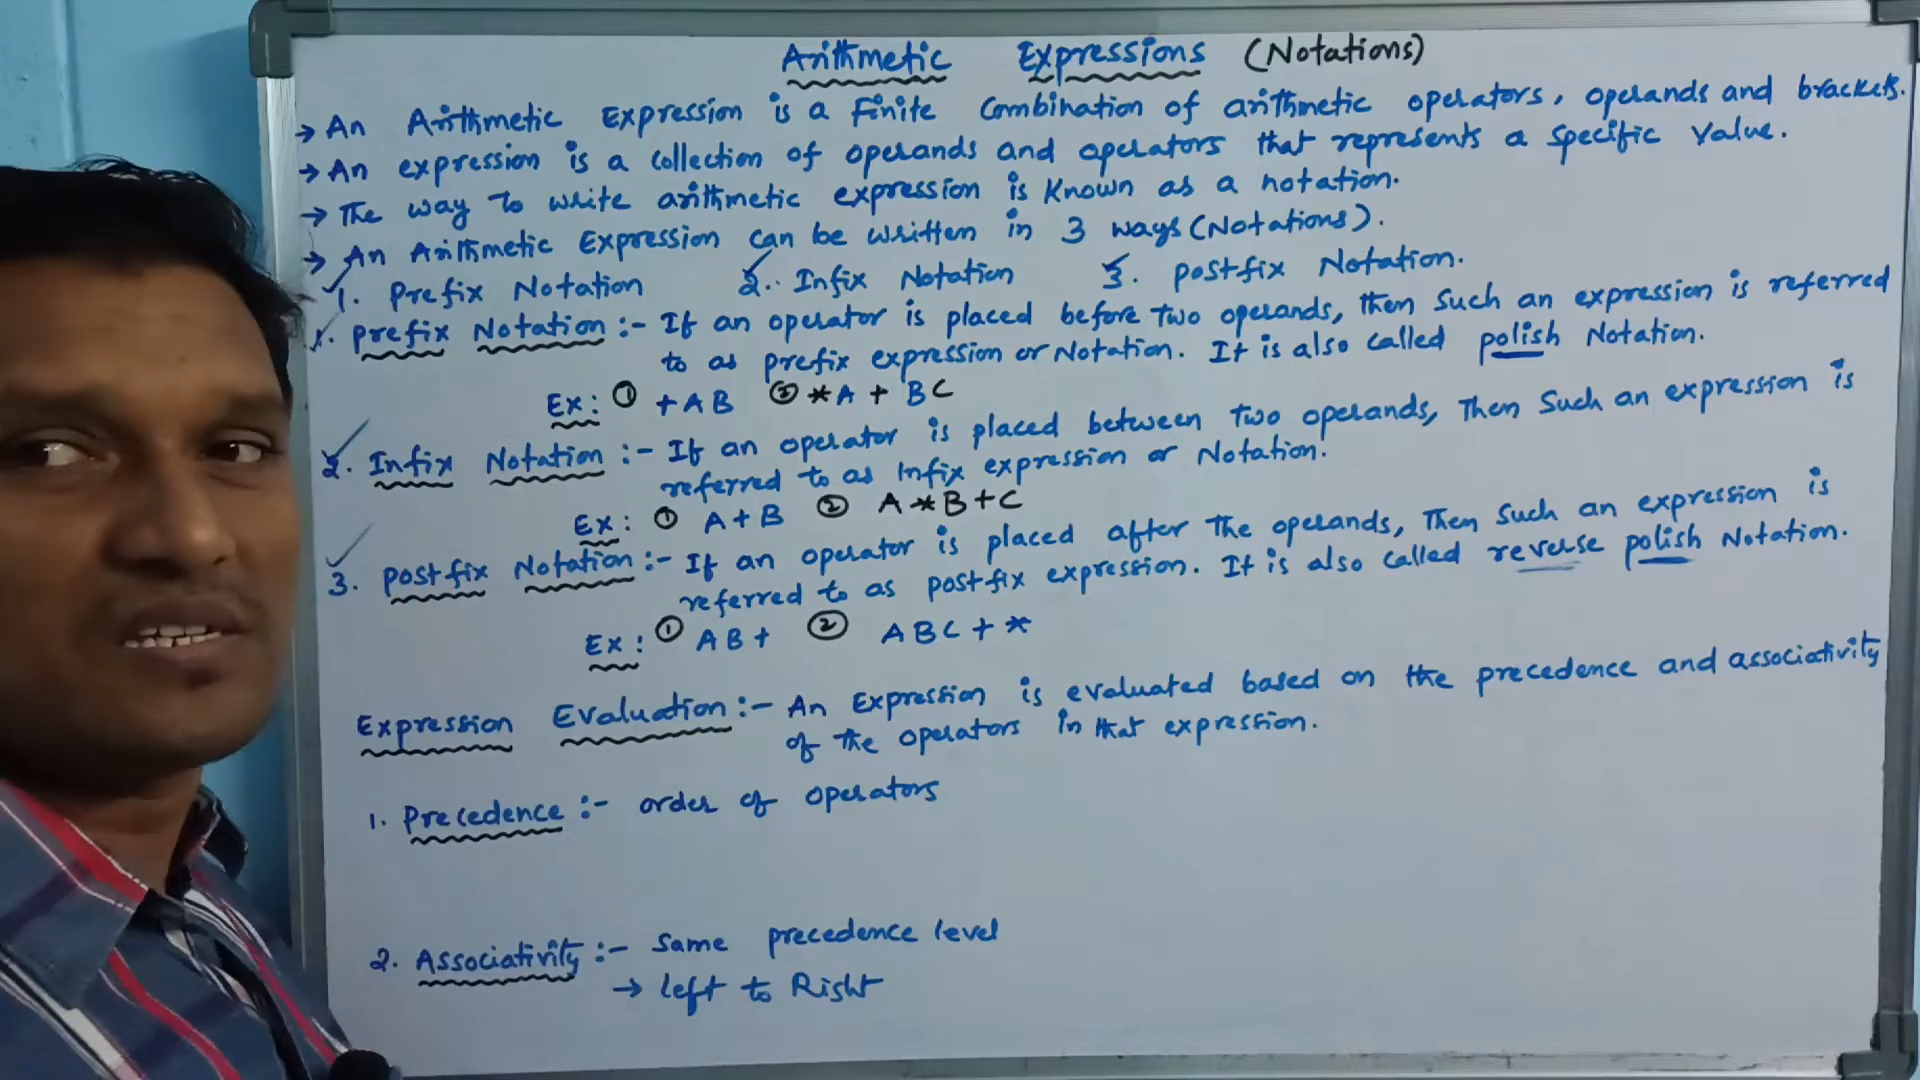 Arithmetic Expressions (Notations)
→ An Arithmetic Expression is a Finite Combination of arithmetic operators, operands and brackets.
→ An expression is a collection of operands and operators that represents a specific value.
→ The way to write arithmetic expression is known as a notation.
→ An Arithmetic Expression can be written in 3 ways (Notations).
1. Prefix Notation 2. Infix Notation 3. Postfix Notation.
1. Prefix Notation :- If an operator is placed before two operands, then such an expression is referred
to as prefix expression or Notation. It is also called polish Notation.
Ex: ① +AB ② *A + BC
2. Infix Notation :- If an operator is placed between two operands, then such an expression is
referred to as Infix expression or Notation.
Ex: ① A+B ② A*B+C
3. Postfix Notation :- If an operator is placed after the operands, then such an expression is
referred to as postfix expression. It is also called reverse polish Notation.
Ex: ① AB+ ② ABC+*
Expression Evaluation :- An Expression is evaluated based on the precedence and associativity
of the operators in that expression.
1. Precedence :- order of operators
2. Associativity :- Same precedence level
→ left to Right